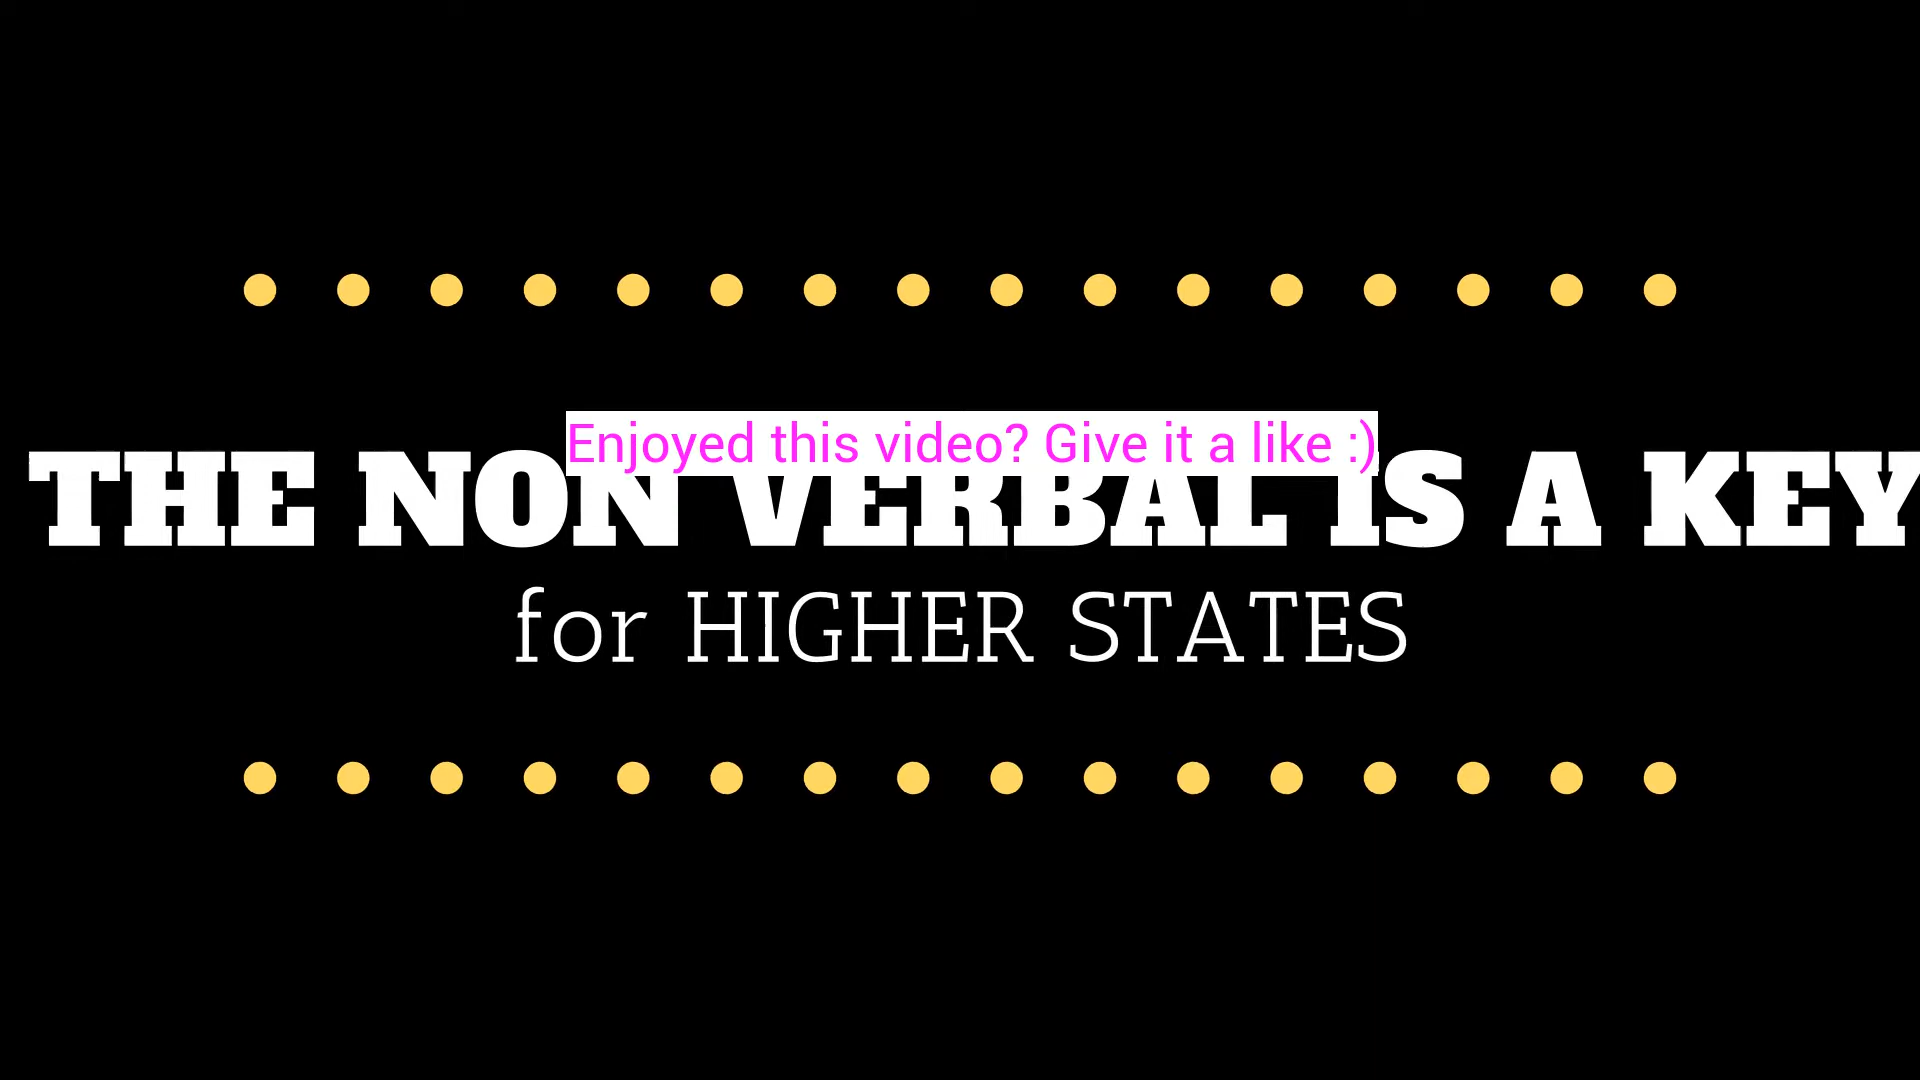 Enjoyed this video? Give it a like :)
THE NON VERBAL IS A KEY
for HIGHER STATES